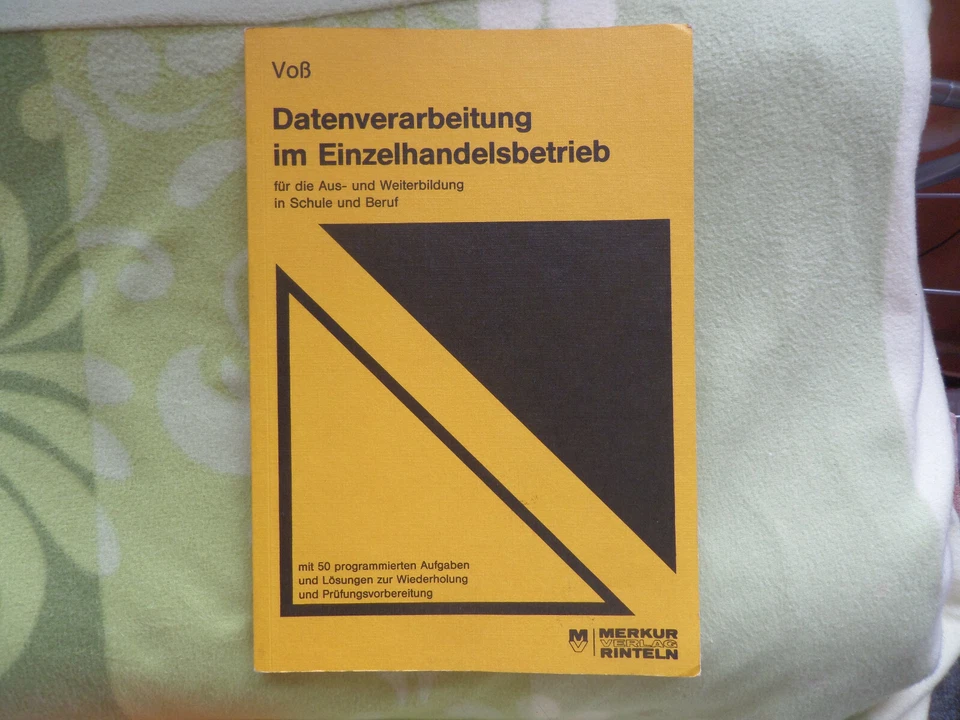 Voß
Datenverarbeitung
im Einzelhandelsbetrieb
für die Aus- und Weiterbildung
in Schule und Beruf
mit 50 programmierten Aufgaben
und Lösungen zur Wiederholung
und Prüfungsvorbereitung
MERKUR
VERLAG
RINTELN